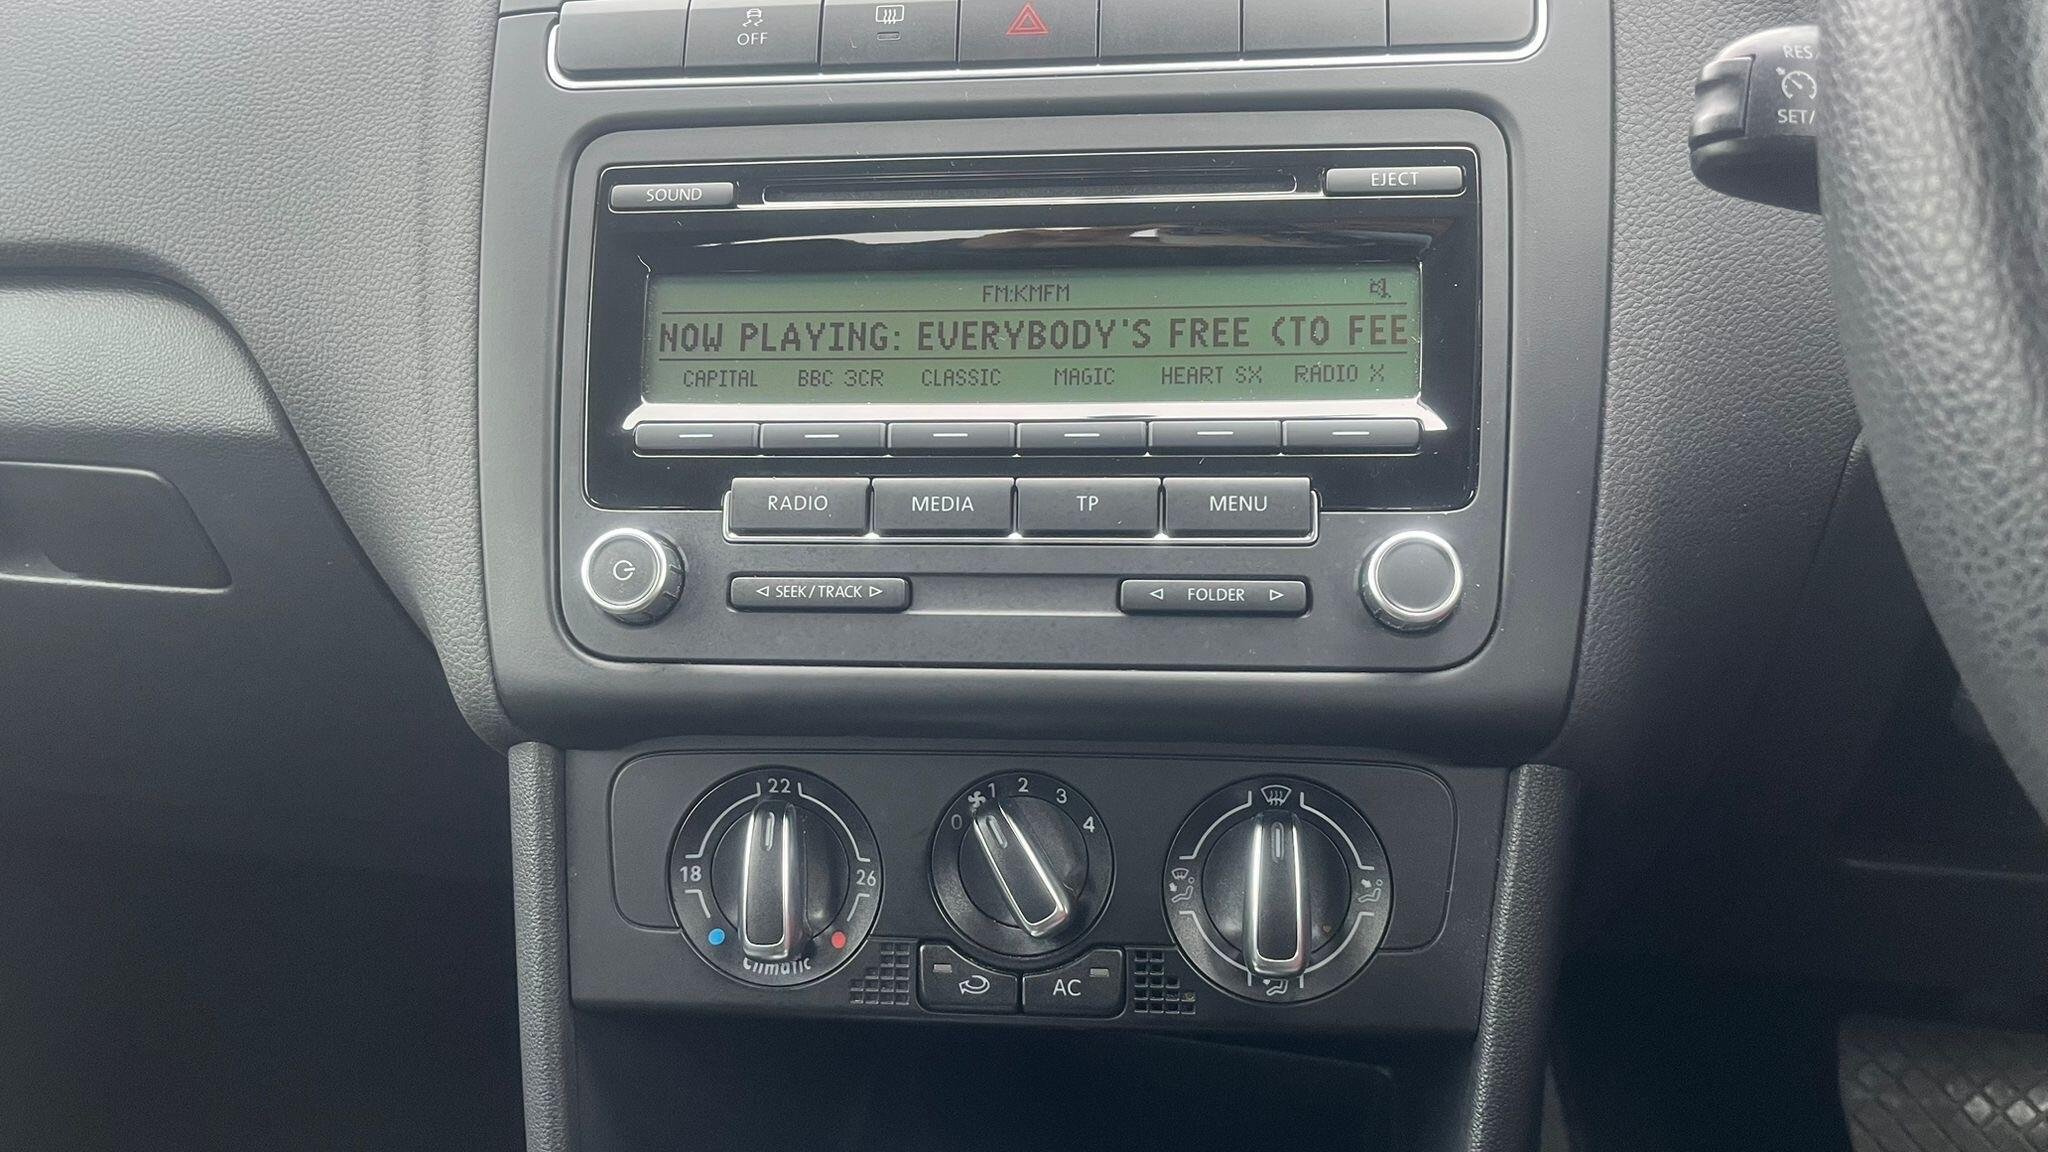 OFF
RES
SET/
SOUND
EJECT
FM:KMFM
NOW PLAYING: EVERYBODY'S FREE (TO FEE
CAPITAL BBC 3CR CLASSIC MAGIC HEART SX RADIO X
RADIO MEDIA TP MENU
SEEK/TRACK FOLDER
22
18 26
Climatic
0 1 2 3 4
AC